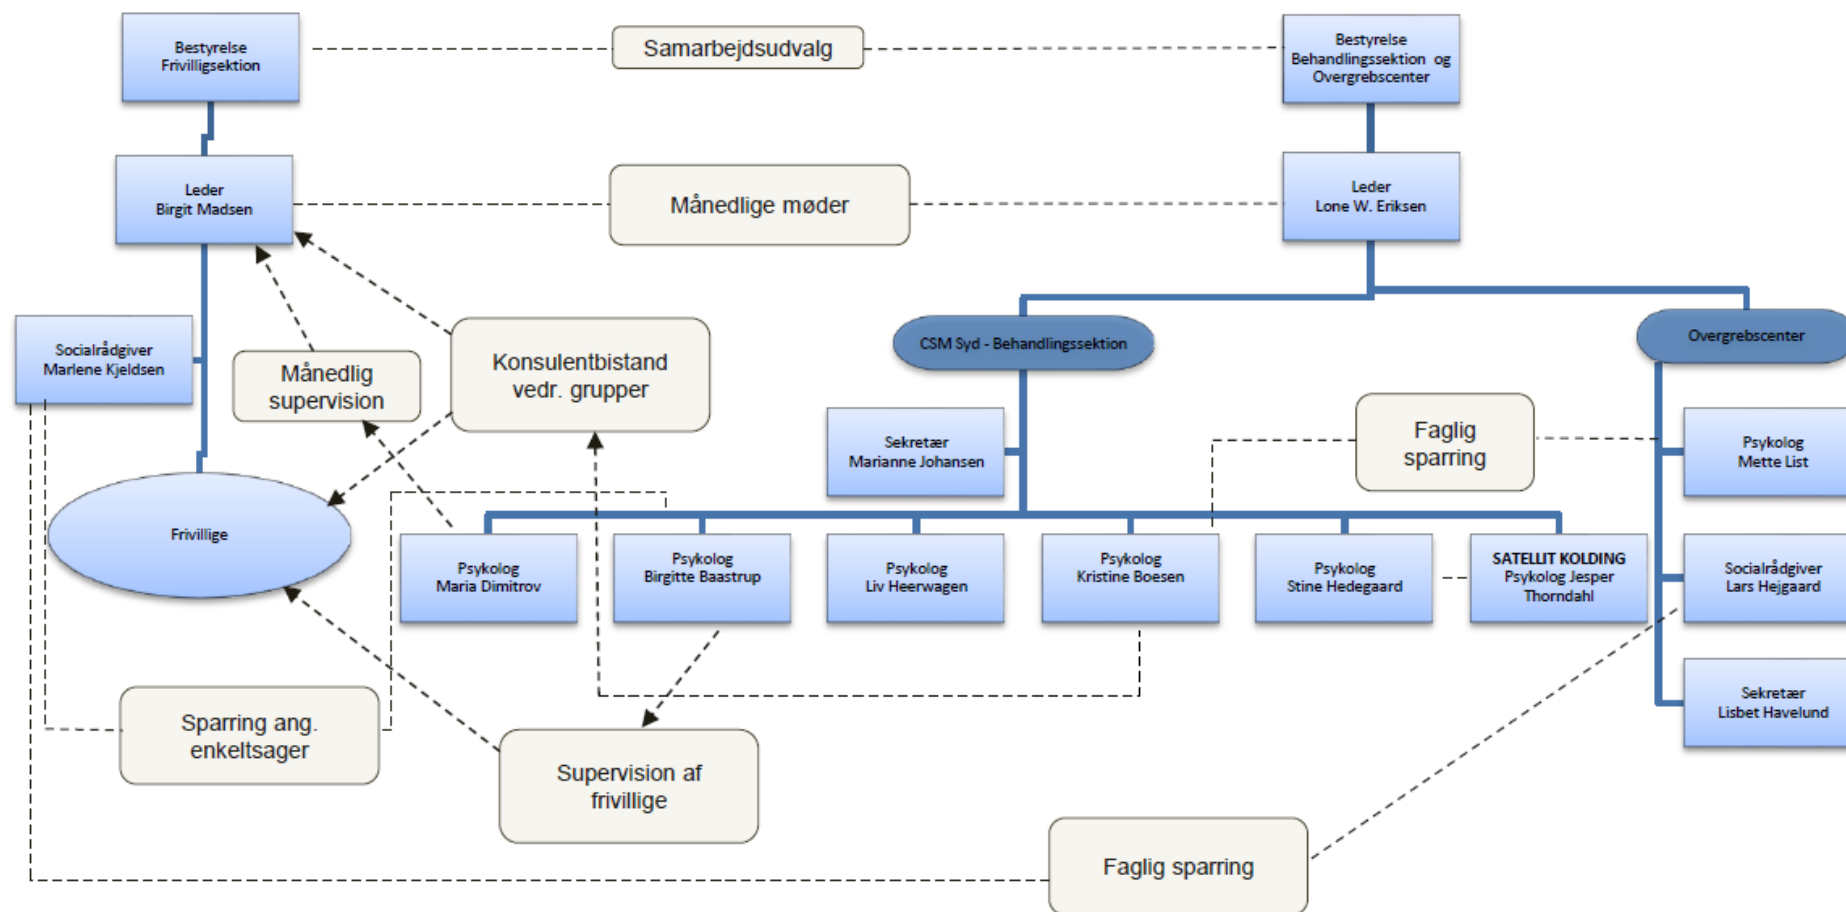 Bestyrelse
Frivilligsektion
Samarbejdsudvalg
Bestyrelse
Behandlingssektion og
Overgrebscenter
Leder
Birgit Madsen
Månedlige møder
Leder
Lone W. Eriksen
Socialrådgiver
Marlene Kjeldsen
Månedlig
supervision
Konsulentbistand
vedr. grupper
CSM Syd - Behandlingssektion
Overgrebscenter
Sekretær
Marianne Johansen
Faglig
sparring
Psykolog
Mette List
Frivillige
Psykolog
Maria Dimitrov
Psykolog
Birgitte Baastrup
Psykolog
Liv Heerwagen
Psykolog
Kristine Boesen
Psykolog
Stine Hedegaard
SATELLIT KOLDING
Psykolog Jesper
Thorndahl
Socialrådgiver
Lars Hejgaard
Sekretær
Lisbet Havelund
Sparring ang.
enkeltsager
Supervision af
frivillige
Faglig sparring